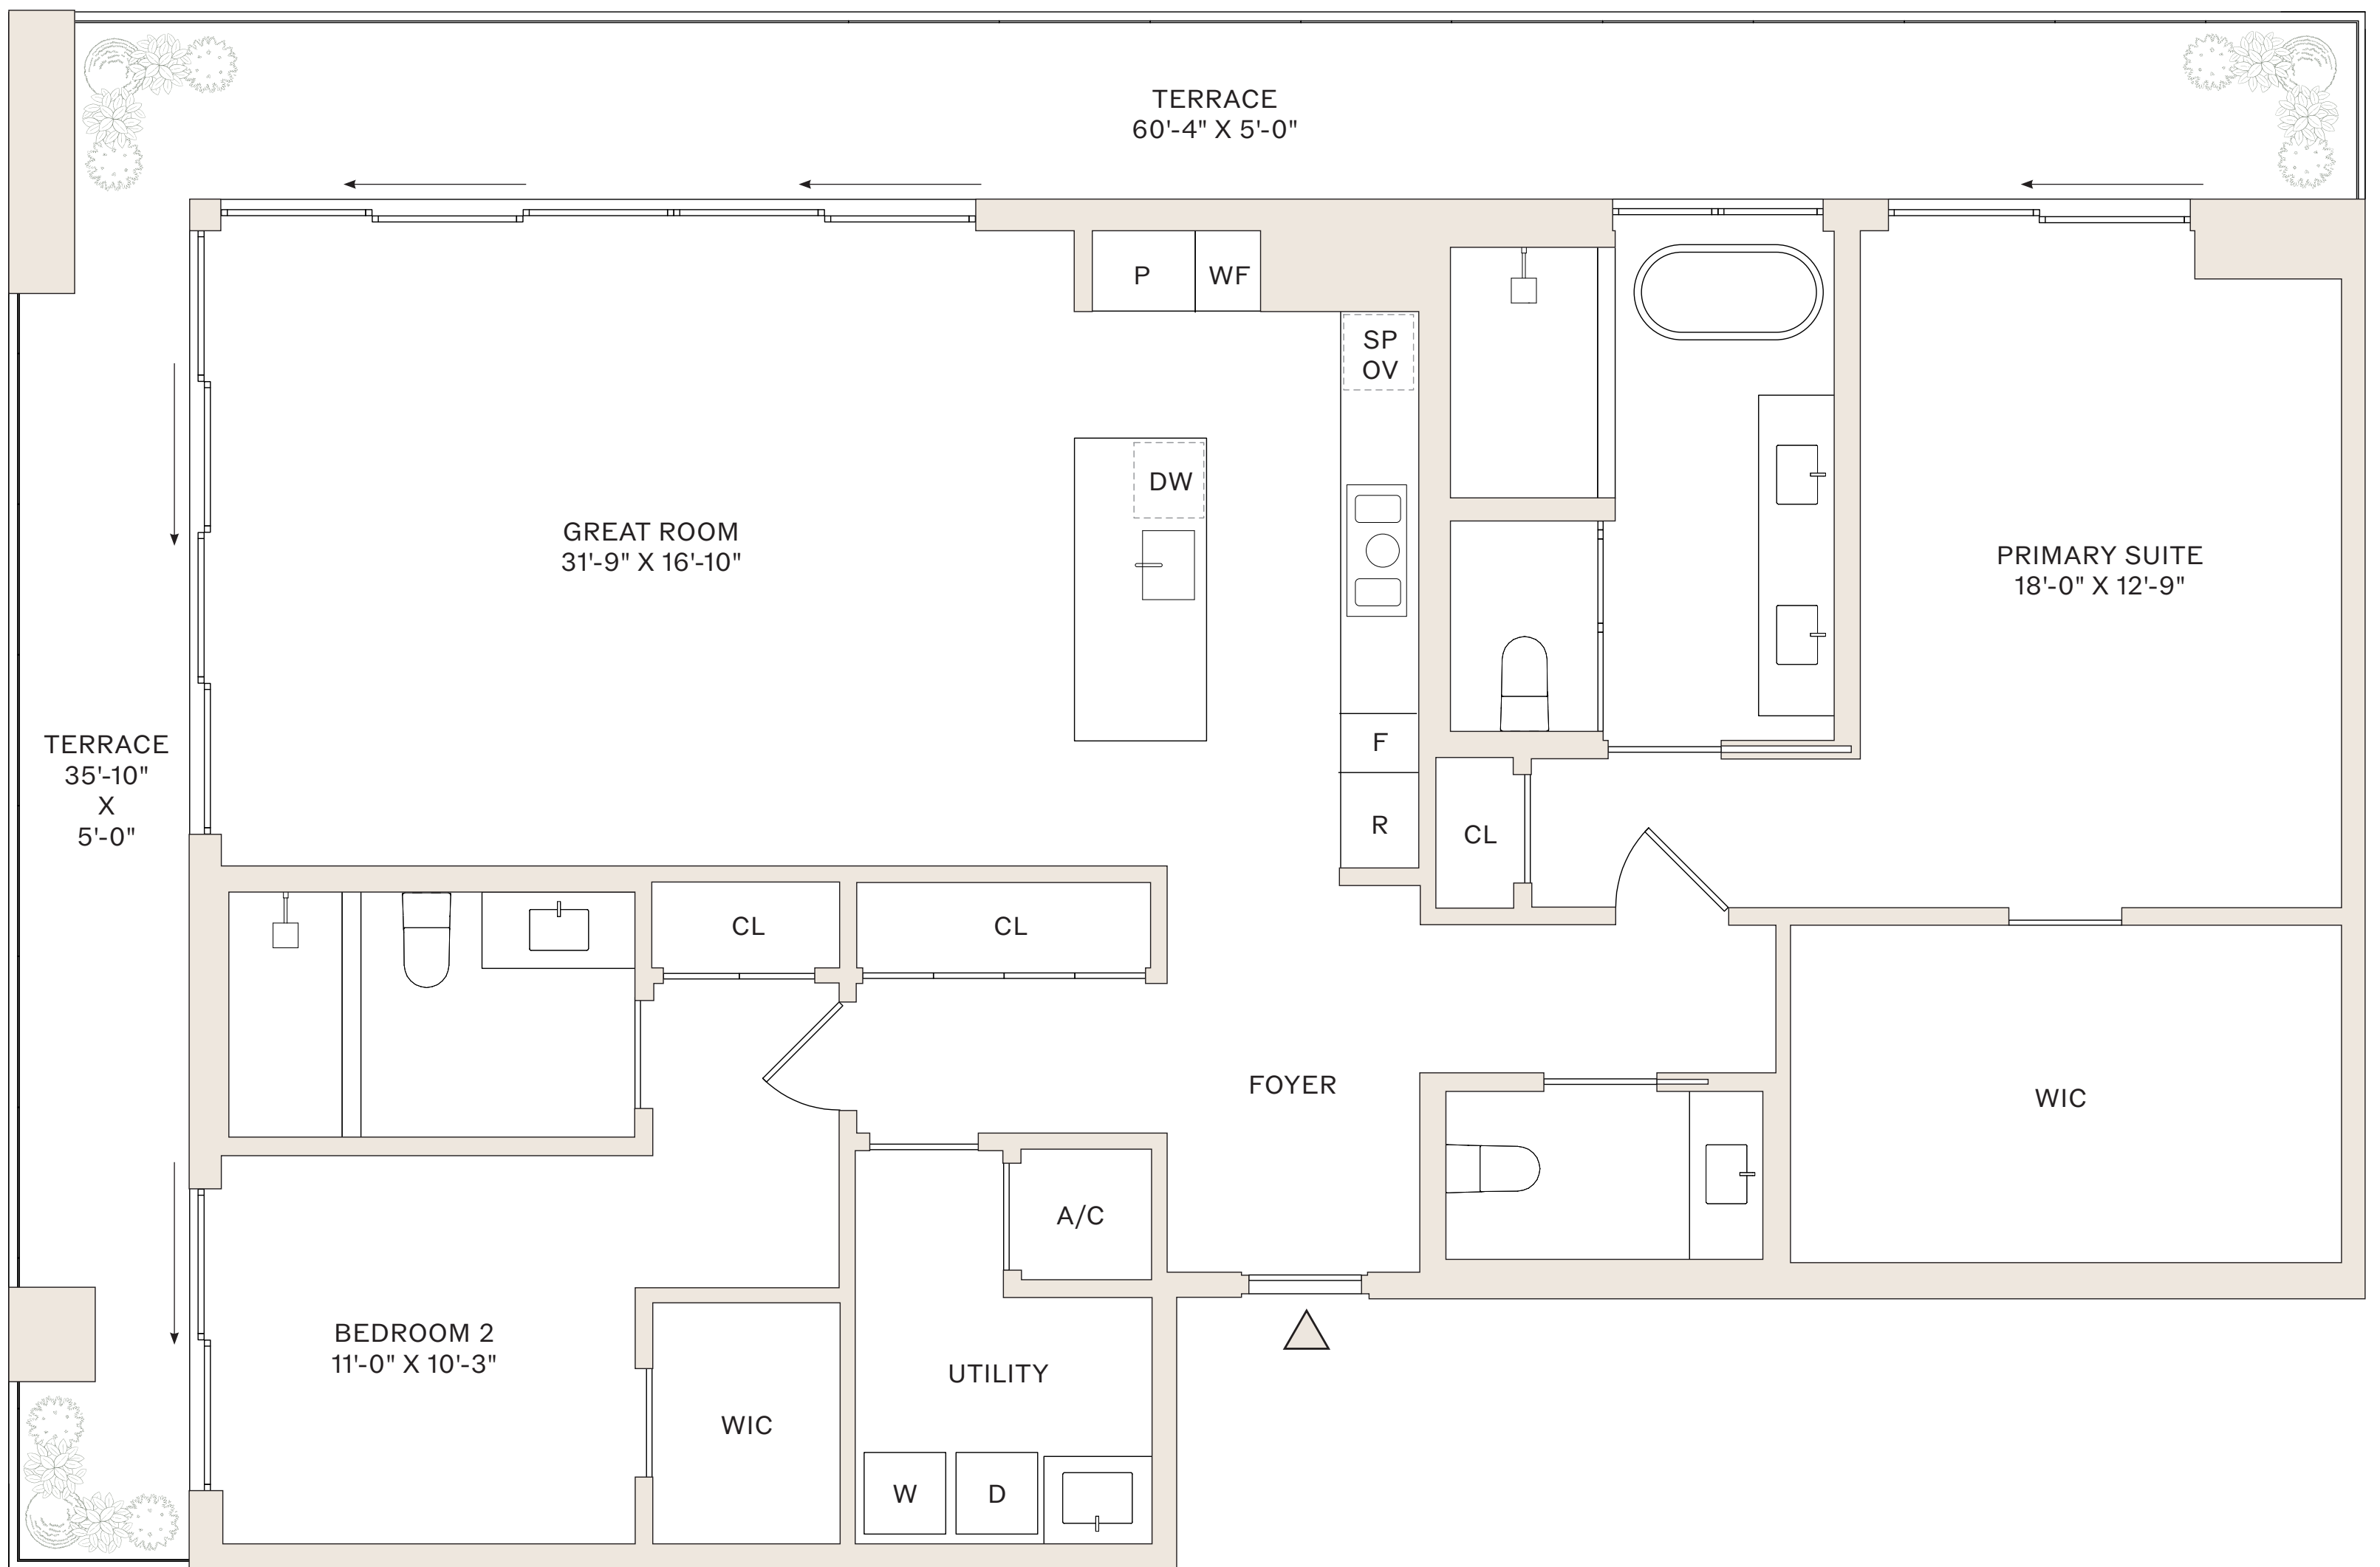 TERRACE
60'-4" X 5'-0"
P
WF
SP
OV
DW
GREAT ROOM
31'-9" X 16'-10"
PRIMARY SUITE
18'-0" X 12'-9"
TERRACE
35'-10"
X
5'-0"
F
R
CL
CL
CL
FOYER
WIC
A/C
BEDROOM 2
11'-0" X 10'-3"
UTILITY
WIC
W
D